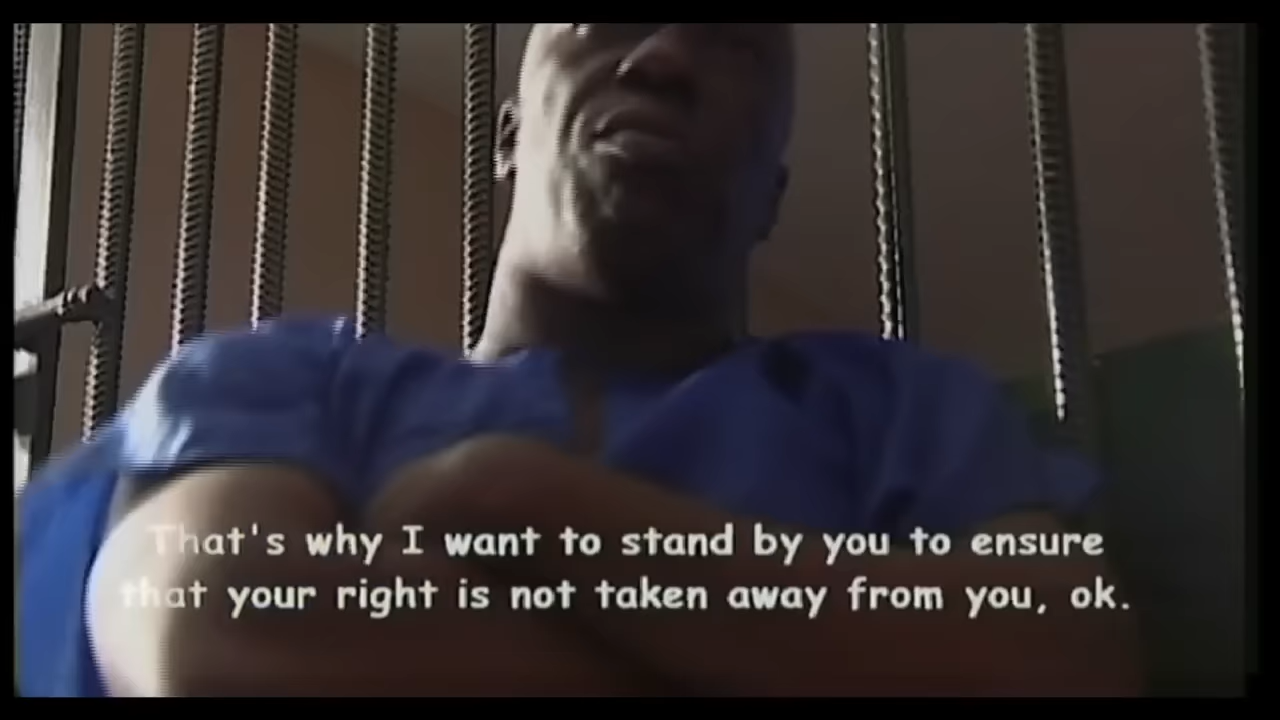 That's why I want to stand by you to ensure
that your right is not taken away from you, ok.